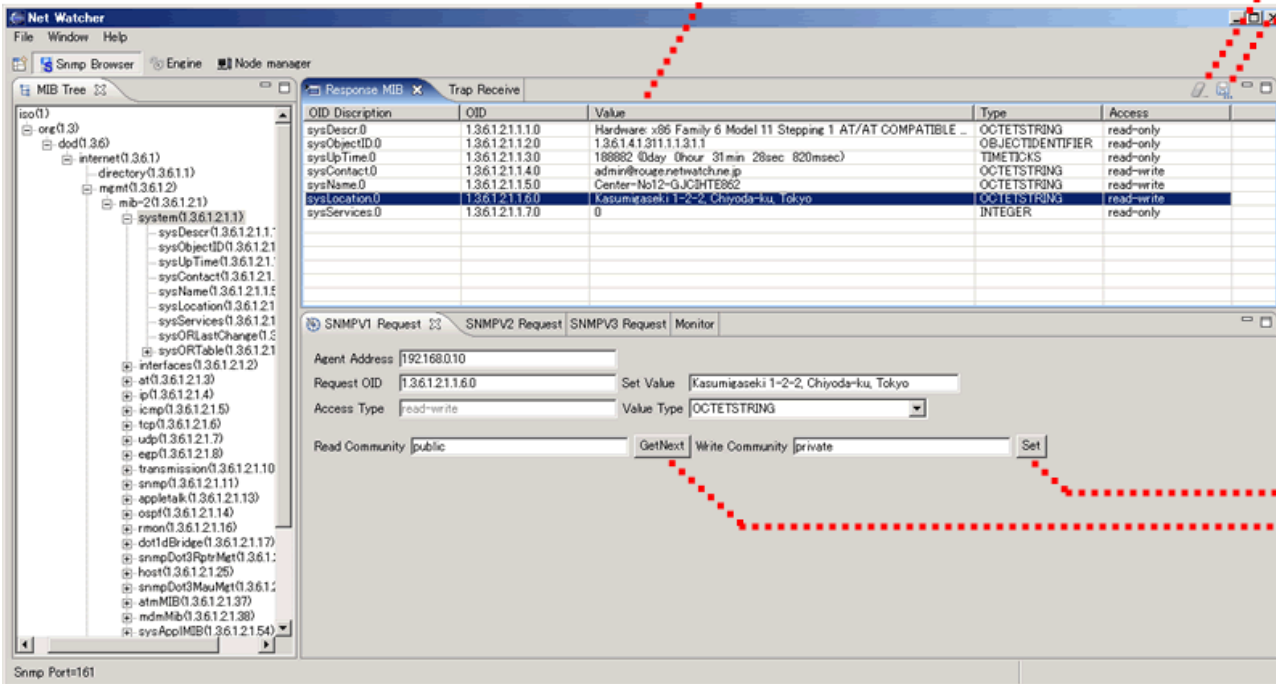 Net Watcher
File Window Help
Snmp Browser Engine Node manager
MIB Tree
iso(1)
org(1.3)
dod(1.3.6)
internet(1.3.6.1)
directory(1.3.6.1.1)
mgmt(1.3.6.1.2)
mib-2(1.3.6.1.2.1)
system(1.3.6.1.2.1.1)
sysDescr(1.3.6.1.2.1.1.1
sysObjectID(1.3.6.1.2.1
sysUpTime(1.3.6.1.2.1.
sysContact(1.3.6.1.2.1.
sysName(1.3.6.1.2.1.1.5
sysLocation(1.3.6.1.2.1
sysServices(1.3.6.1.2.1
sysORLastChange(1.3
sysORTable(1.3.6.1.2.1
interfaces(1.3.6.1.2.1.2)
at(1.3.6.1.2.1.3)
ip(1.3.6.1.2.1.4)
icmp(1.3.6.1.2.1.5)
tcp(1.3.6.1.2.1.6)
udp(1.3.6.1.2.1.7)
egp(1.3.6.1.2.1.8)
transmission(1.3.6.1.2.1.10
snmp(1.3.6.1.2.1.11)
appletalk(1.3.6.1.2.1.13)
ospf(1.3.6.1.2.1.14)
rmon(1.3.6.1.2.1.16)
dot1dBridge(1.3.6.1.2.1.17)
snmpDot3RptrMgt(1.3.6.1.2
host(1.3.6.1.2.1.25)
snmpDot3MauMgt(1.3.6.1.2
atmMIB(1.3.6.1.2.1.37)
mdmMib(1.3.6.1.2.1.38)
sysApplMIB(1.3.6.1.2.1.54)
Response MIB Trap Receive
OID Discription OID Value Type Access
sysDescr.0 1.3.6.1.2.1.1.1.0 Hardware: x86 Family 6 Model 11 Stepping 1 AT/AT COMPATIBLE ... OCTETSTRING read-only
sysObjectID.0 1.3.6.1.2.1.1.2.0 1.3.6.1.4.1.311.1.1.3.1.1 OBJECTIDENTIFIER read-only
sysUpTime.0 1.3.6.1.2.1.1.3.0 188882 (0day 0hour 31min 28sec 820msec) TIMETICKS read-only
sysContact.0 1.3.6.1.2.1.1.4.0 admin@rouge.netwatch.ne.jp OCTETSTRING read-write
sysName.0 1.3.6.1.2.1.1.5.0 Center-No12-GJCIHTE862 OCTETSTRING read-write
sysLocation.0 1.3.6.1.2.1.1.6.0 Kasumigaseki 1-2-2, Chiyoda-ku, Tokyo OCTETSTRING read-write
sysServices.0 1.3.6.1.2.1.1.7.0 0 INTEGER read-only
SNMPV1 Request SNMPV2 Request SNMPV3 Request Monitor
Agent Address 192.168.0.10
Request OID 1.3.6.1.2.1.1.6.0 Set Value Kasumigaseki 1-2-2, Chiyoda-ku, Tokyo
Access Type read-write Value Type OCTETSTRING
Read Community public GetNext Write Community private Set
Snmp Port=161